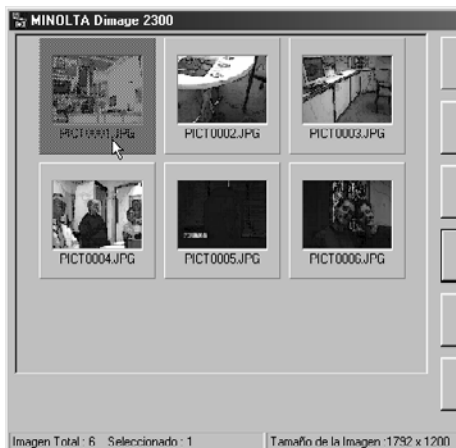 MINOLTA Dimage 2300
PICT0001.JPG PICT0002.JPG PICT0003.JPG
PICT0004.JPG PICT0005.JPG PICT0006.JPG
Imagen Total : 6 Seleccionado : 1 Tamaño de la Imagen :1792 x 1200